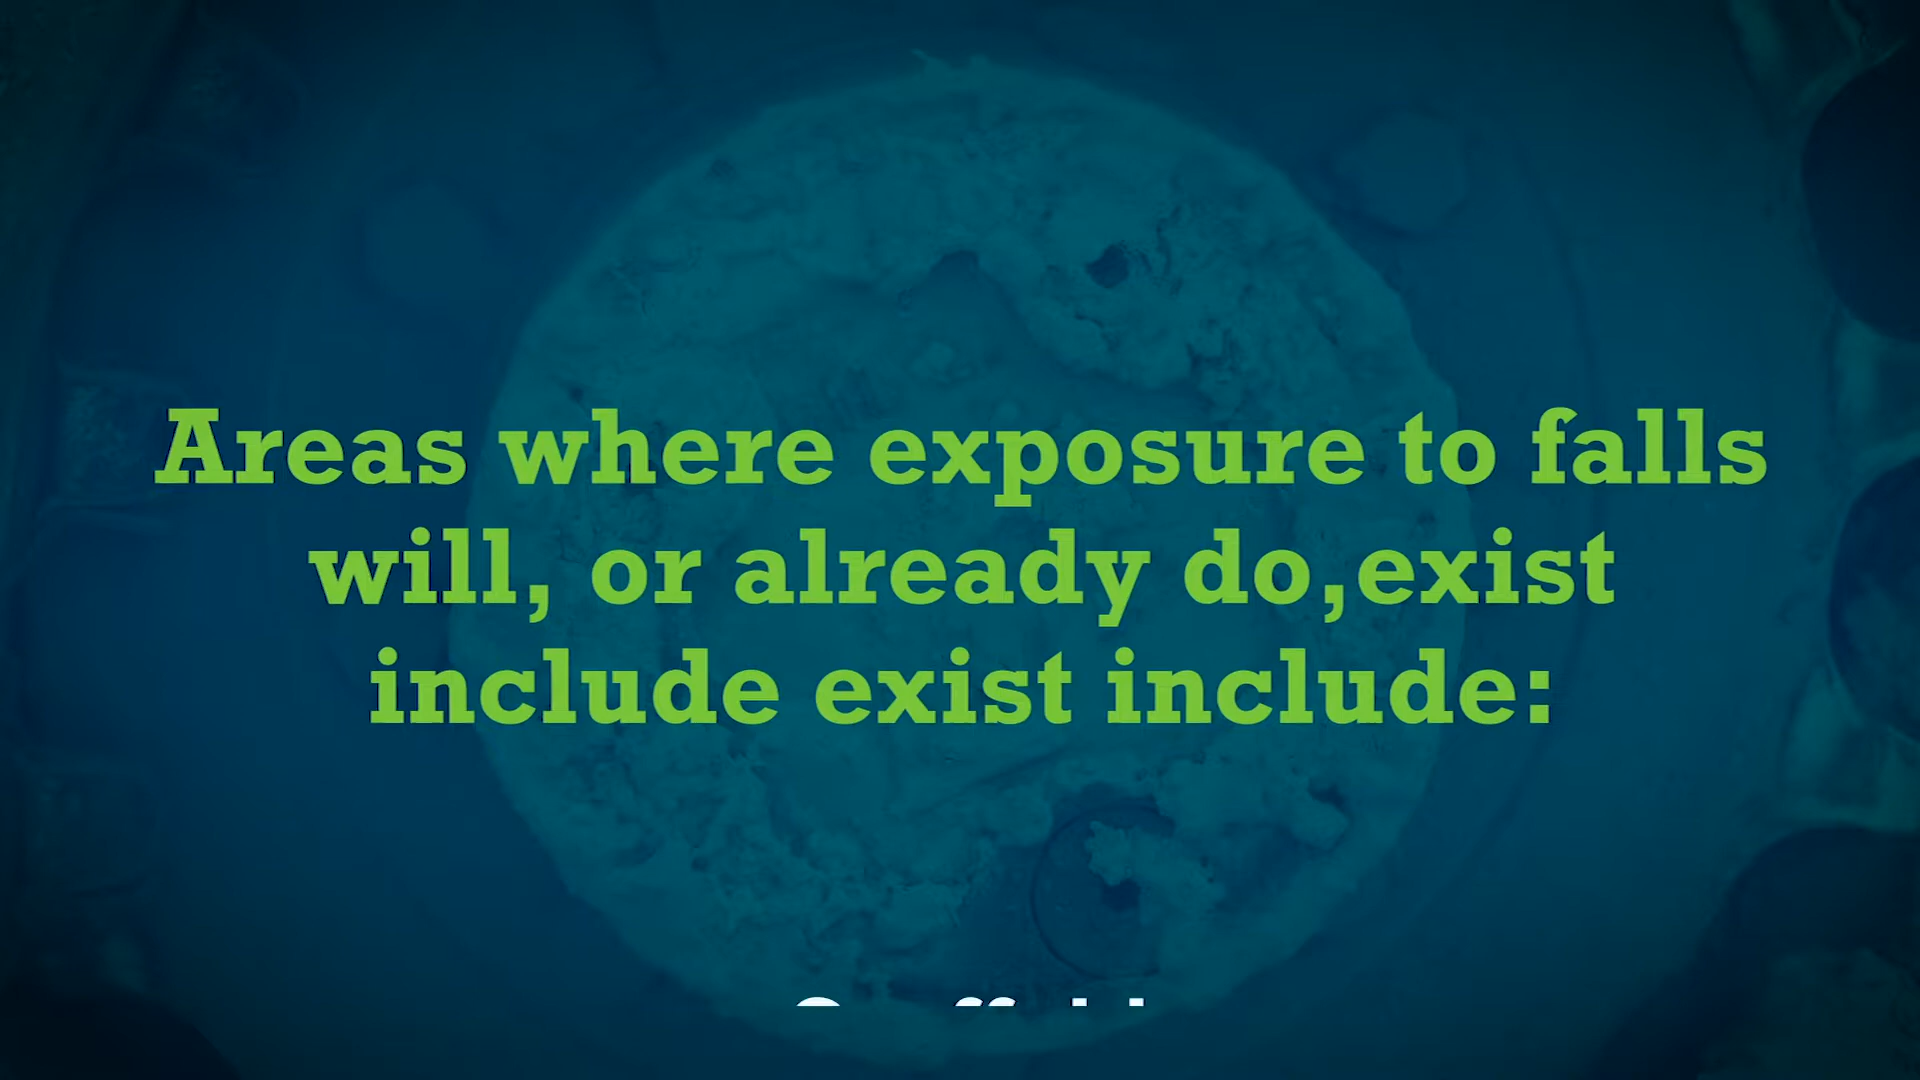 Areas where exposure to falls
will, or already do,exist
include exist include: